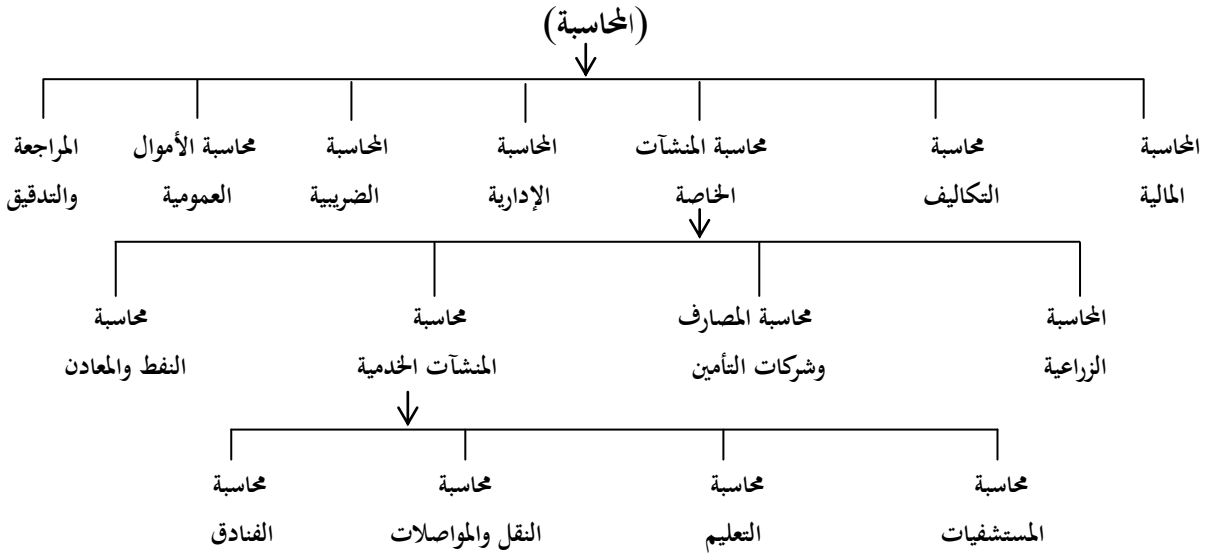 (المحاسبة)
المحاسبة
المالية
محاسبة
التكاليف
محاسبة المنشآت
الخاصة
المحاسبة
الإدارية
المحاسبة
الضريبية
محاسبة الأموال
العمومية
المراجعة
والتدقيق
المحاسبة
الزراعية
محاسبة المصارف
وشركات التأمين
محاسبة
المنشآت الخدمية
محاسبة
النفط والمعادن
محاسبة
المستشفيات
محاسبة
التعليم
محاسبة
النقل والمواصلات
محاسبة
الفنادق